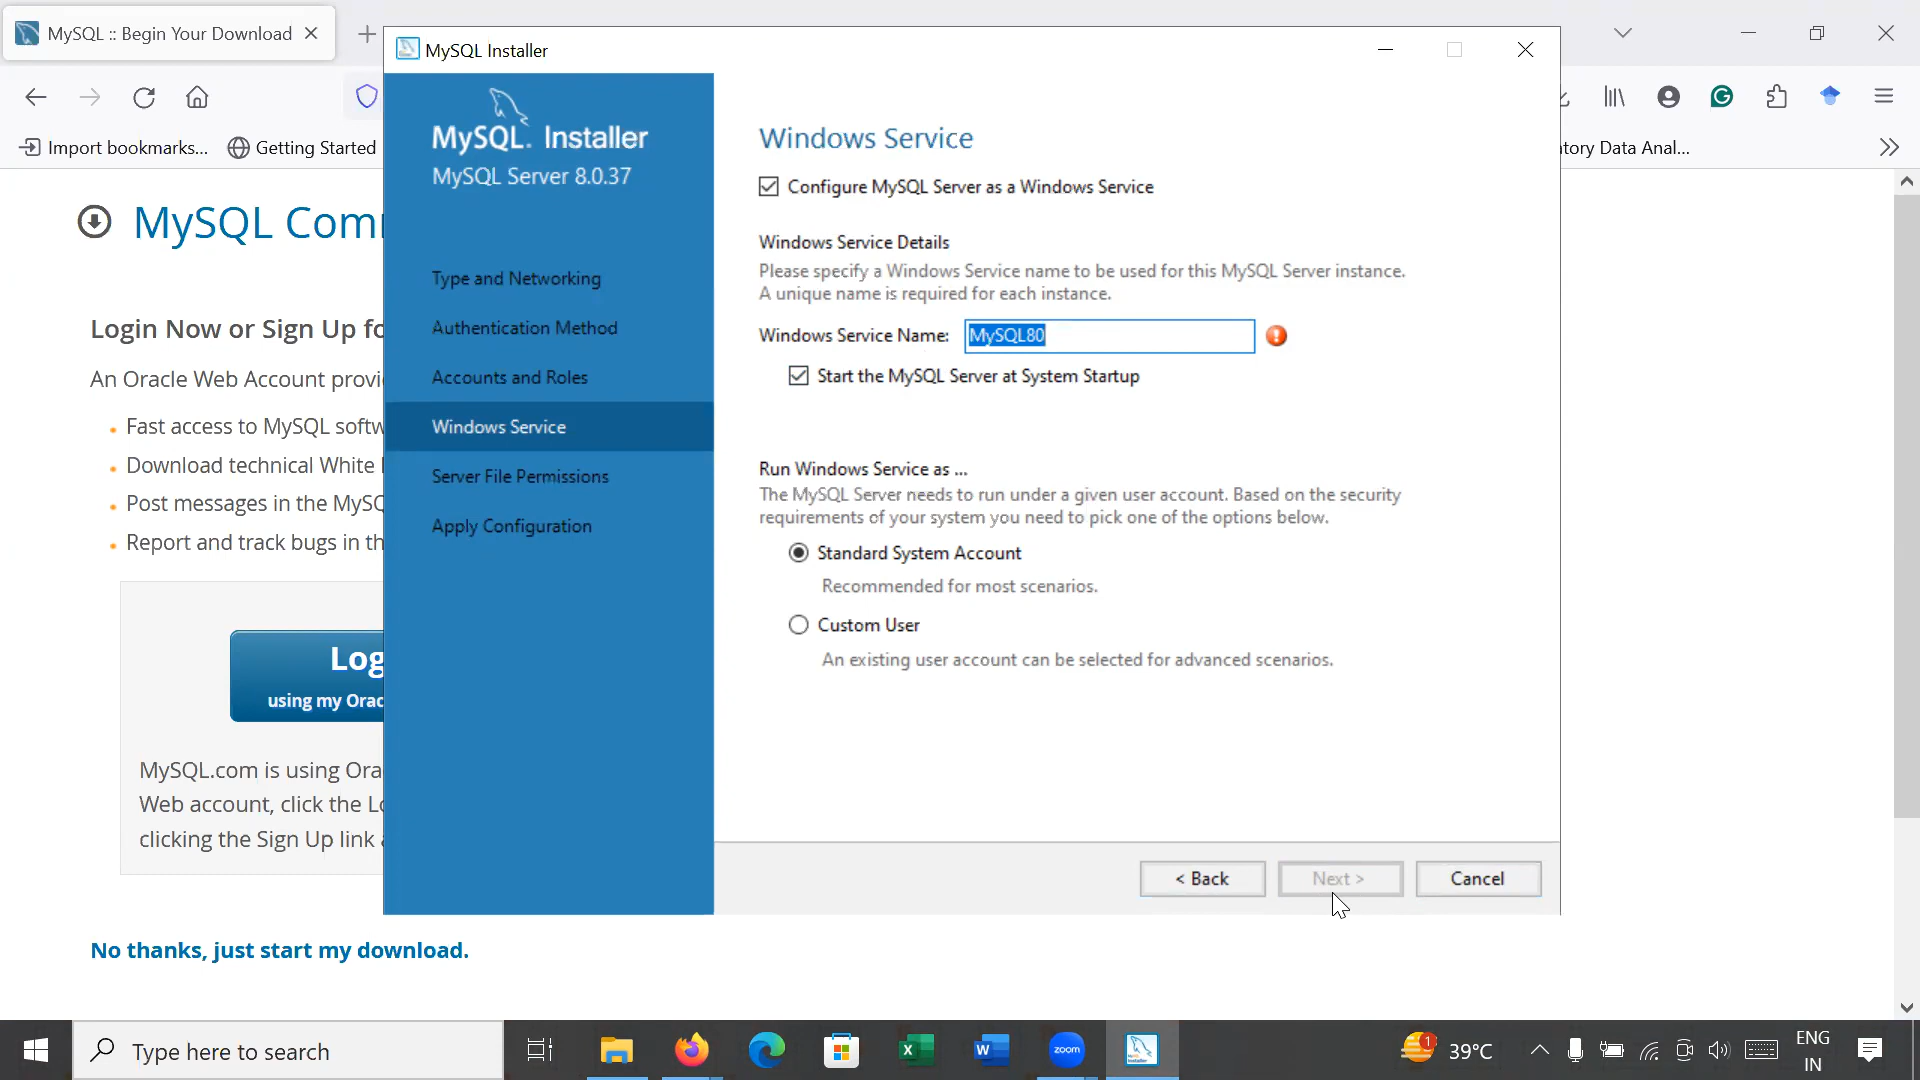 MySQL :: Begin Your Download
MySQL Installer
Import bookmarks...
Getting Started
tory Data Anal...
MySQL Com
Login Now or Sign Up fo
An Oracle Web Account provi
Fast access to MySQL softw
Download technical White
Post messages in the MySQ
Report and track bugs in th
Log
using my Orac
MySQL.com is using Ora
Web account, click the Lo
clicking the Sign Up link
No thanks, just start my download.
MySQL. Installer
MySQL Server 8.0.37
Type and Networking
Authentication Method
Accounts and Roles
Windows Service
Server File Permissions
Apply Configuration
Windows Service
Configure MySQL Server as a Windows Service
Windows Service Details
Please specify a Windows Service name to be used for this MySQL Server instance.
A unique name is required for each instance.
Windows Service Name: MySQL80
Start the MySQL Server at System Startup
Run Windows Service as ...
The MySQL Server needs to run under a given user account. Based on the security
requirements of your system you need to pick one of the options below.
Standard System Account
Recommended for most scenarios.
Custom User
An existing user account can be selected for advanced scenarios.
< Back
Next >
Cancel
Type here to search
zoom
1
39°C
ENG
IN